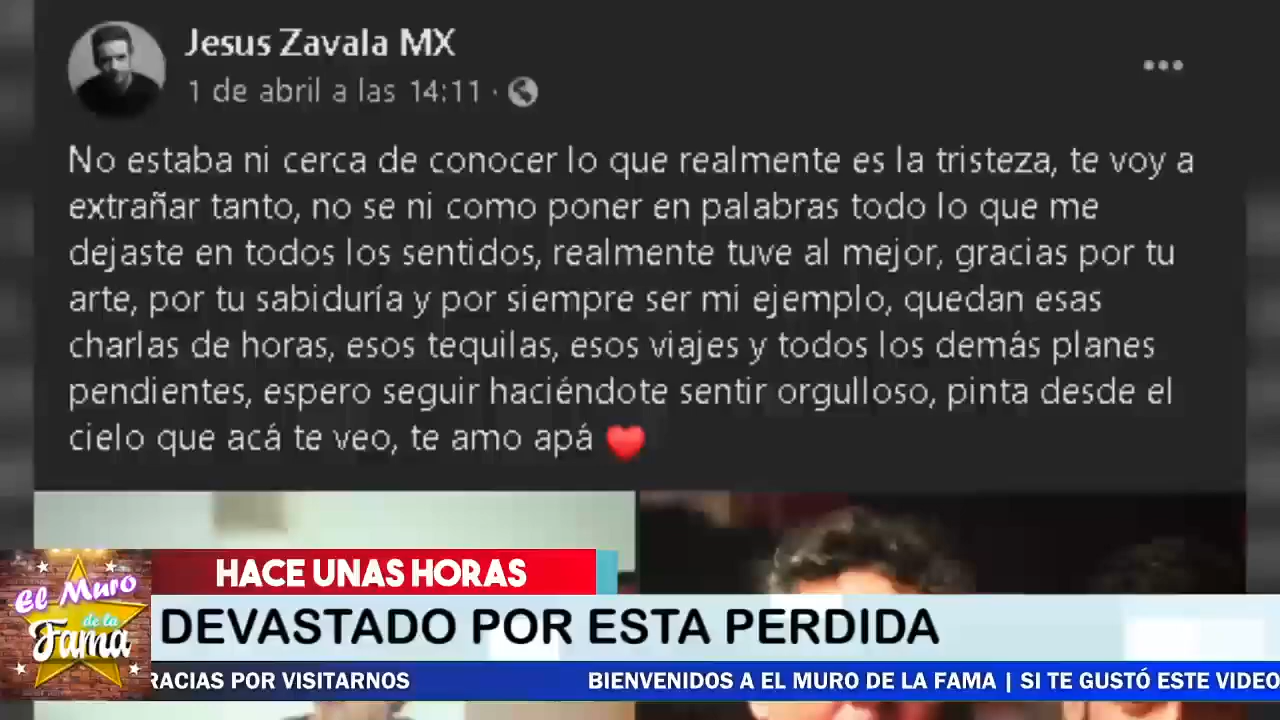 Jesus Zavala MX
1 de abril a las 14:11 ·
No estaba ni cerca de conocer lo que realmente es la tristeza, te voy a
extrañar tanto, no se ni como poner en palabras todo lo que me
dejaste en todos los sentidos, realmente tuve al mejor, gracias por tu
arte, por tu sabiduría y por siempre ser mi ejemplo, quedan esas
charlas de horas, esos tequilas, esos viajes y todos los demás planes
pendientes, espero seguir haciéndote sentir orgulloso, pinta desde el
cielo que acá te veo, te amo apá ❤️
HACE UNAS HORAS
El Muro
de la
Fama
DEVASTADO POR ESTA PERDIDA
RACIAS POR VISITARNOS BIENVENIDOS A EL MURO DE LA FAMA | SI TE GUSTÓ ESTE VIDEO